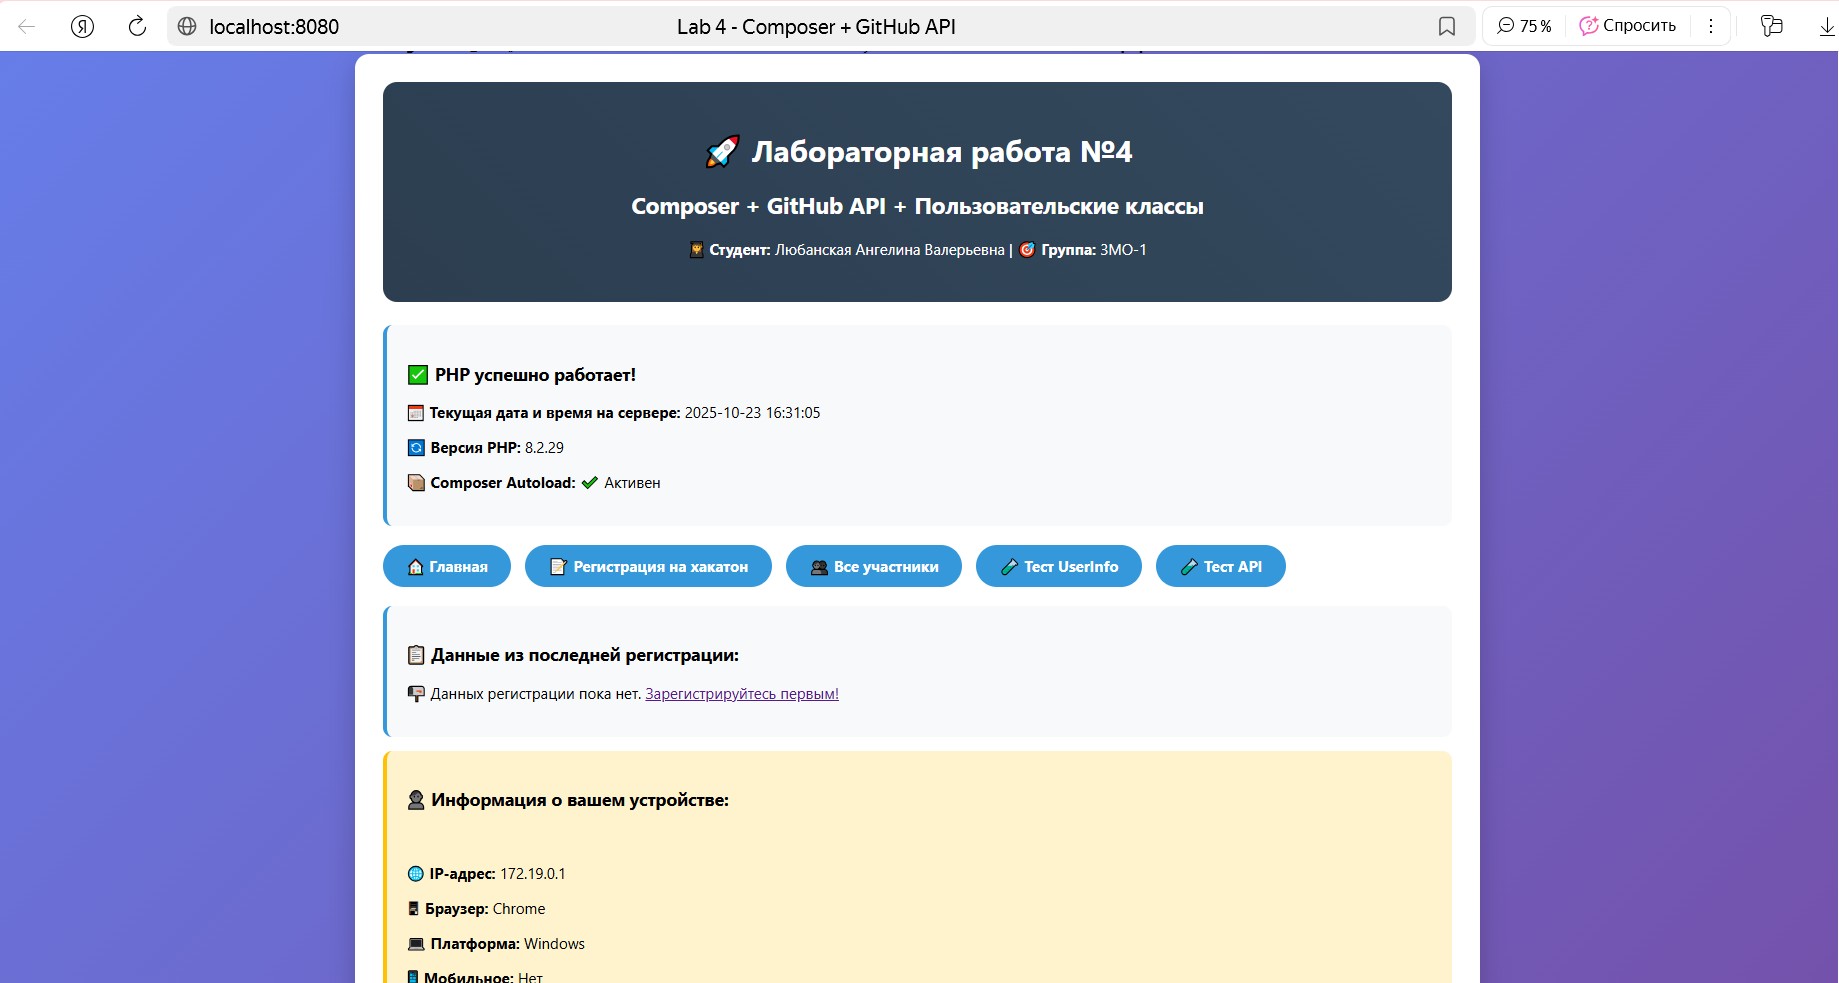 localhost:8080
Lab 4 - Composer + GitHub API
75 %
Спросить
Лабораторная работа №4
Composer + GitHub API + Пользовательские классы
Студент: Любанская Ангелина Валерьевна | Группа: ЗМО-1
PHP успешно работает!
Текущая дата и время на сервере: 2025-10-23 16:31:05
Версия PHP: 8.2.29
Composer Autoload: Активен
Главная
Регистрация на хакатон
Все участники
Тест UserInfo
Тест API
Данные из последней регистрации:
Данных регистрации пока нет. Зарегистрируйтесь первым!
Информация о вашем устройстве:
IP-адрес: 172.19.0.1
Браузер: Chrome
Платформа: Windows
Мобильное: Нет